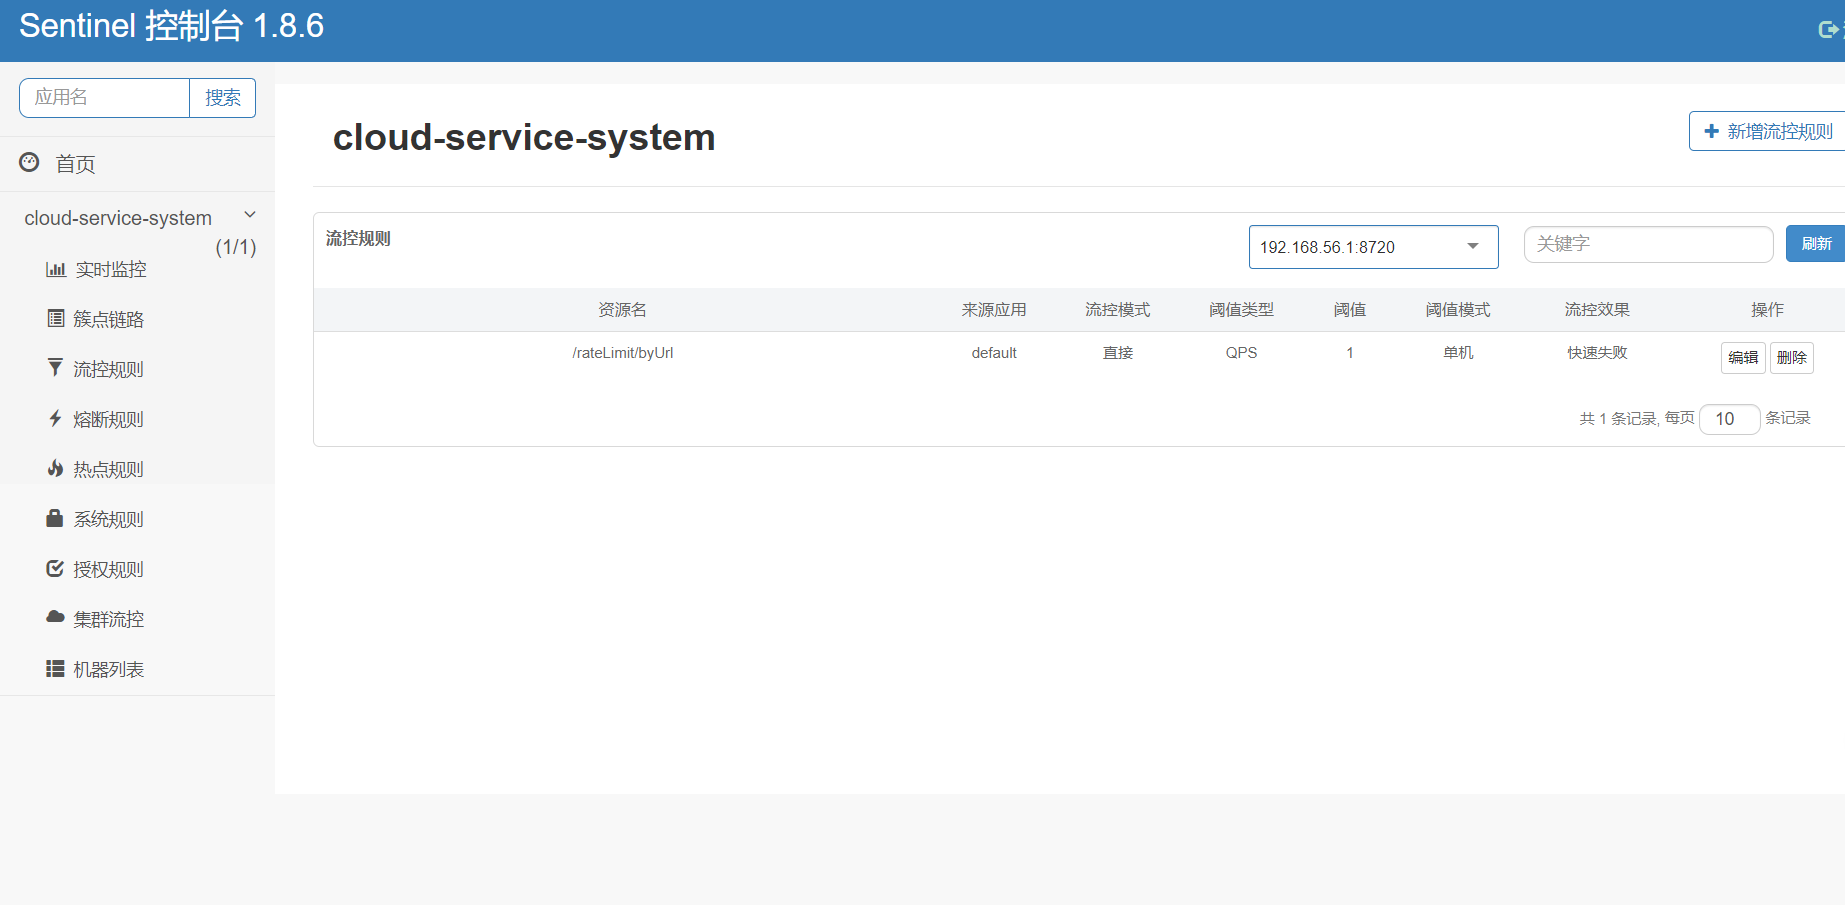 Sentinel 控制台 1.8.6
应用名
搜索
首页
cloud-service-system
(1/1)
实时监控
簇点链路
流控规则
熔断规则
热点规则
系统规则
授权规则
集群流控
机器列表
cloud-service-system
新增流控规则
流控规则
192.168.56.1:8720
关键字
刷新
资源名 来源应用 流控模式 阈值类型 阈值 阈值模式 流控效果 操作
/rateLimit/byUrl default 直接 QPS 1 单机 快速失败 编辑 删除
共 1 条记录, 每页 10 条记录